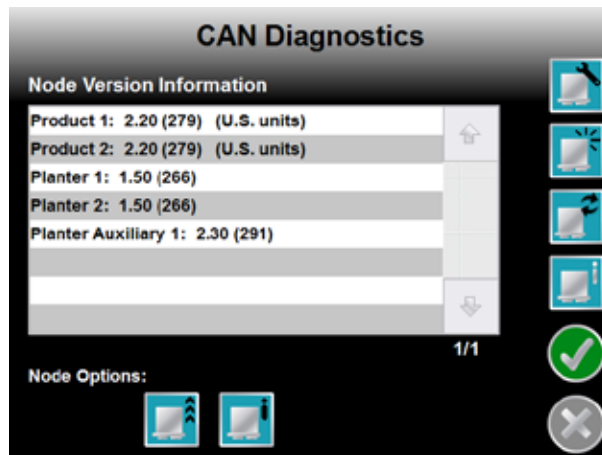 CAN Diagnostics
Node Version Information
Product 1: 2.20 (279) (U.S. units)
Product 2: 2.20 (279) (U.S. units)
Planter 1: 1.50 (266)
Planter 2: 1.50 (266)
Planter Auxiliary 1: 2.30 (291)
1/1
Node Options: